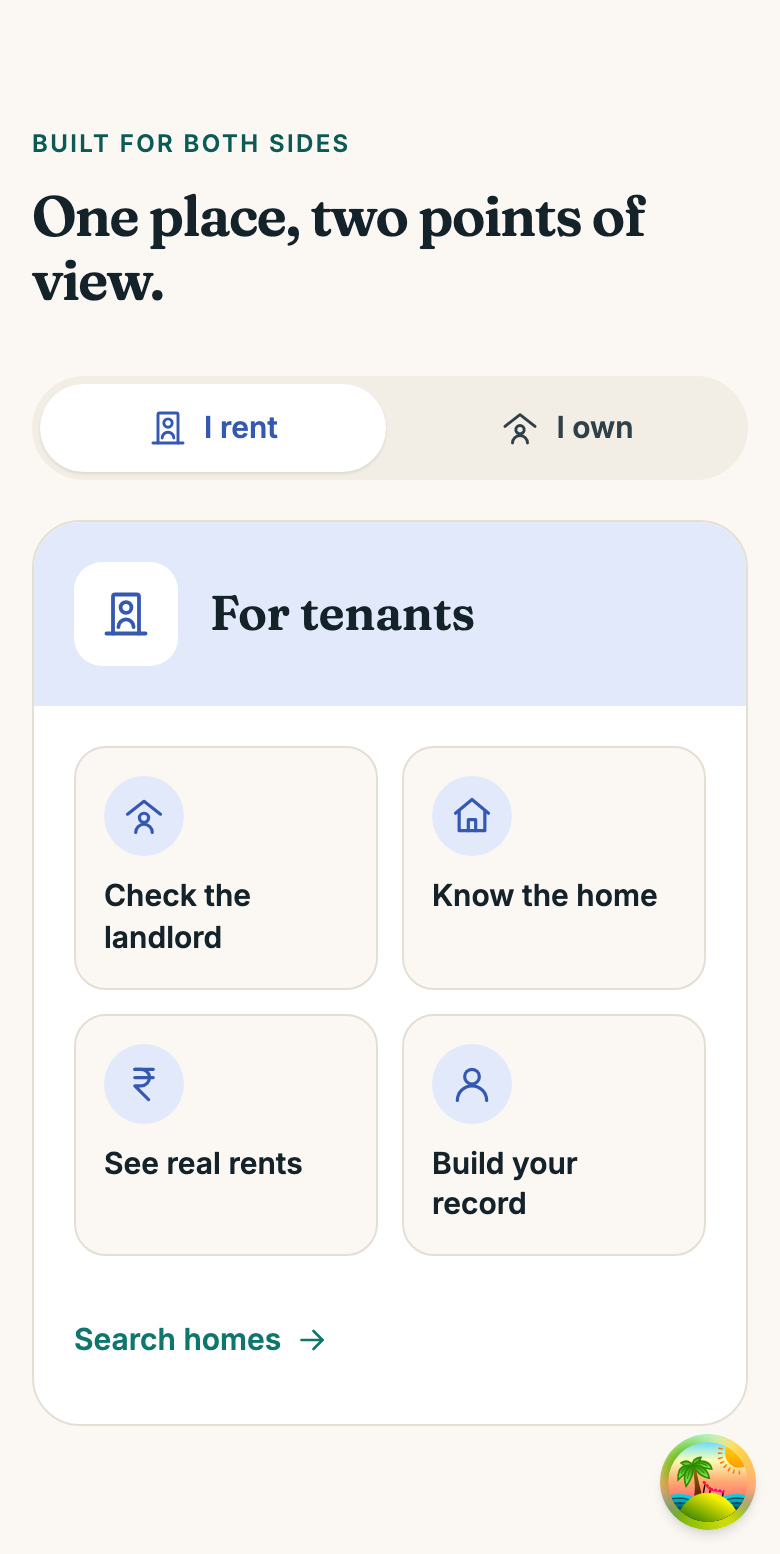 BUILT FOR BOTH SIDES
One place, two points of
view.
I rent
I own
For tenants
Check the
landlord
Know the home
See real rents
Build your
record
Search homes →